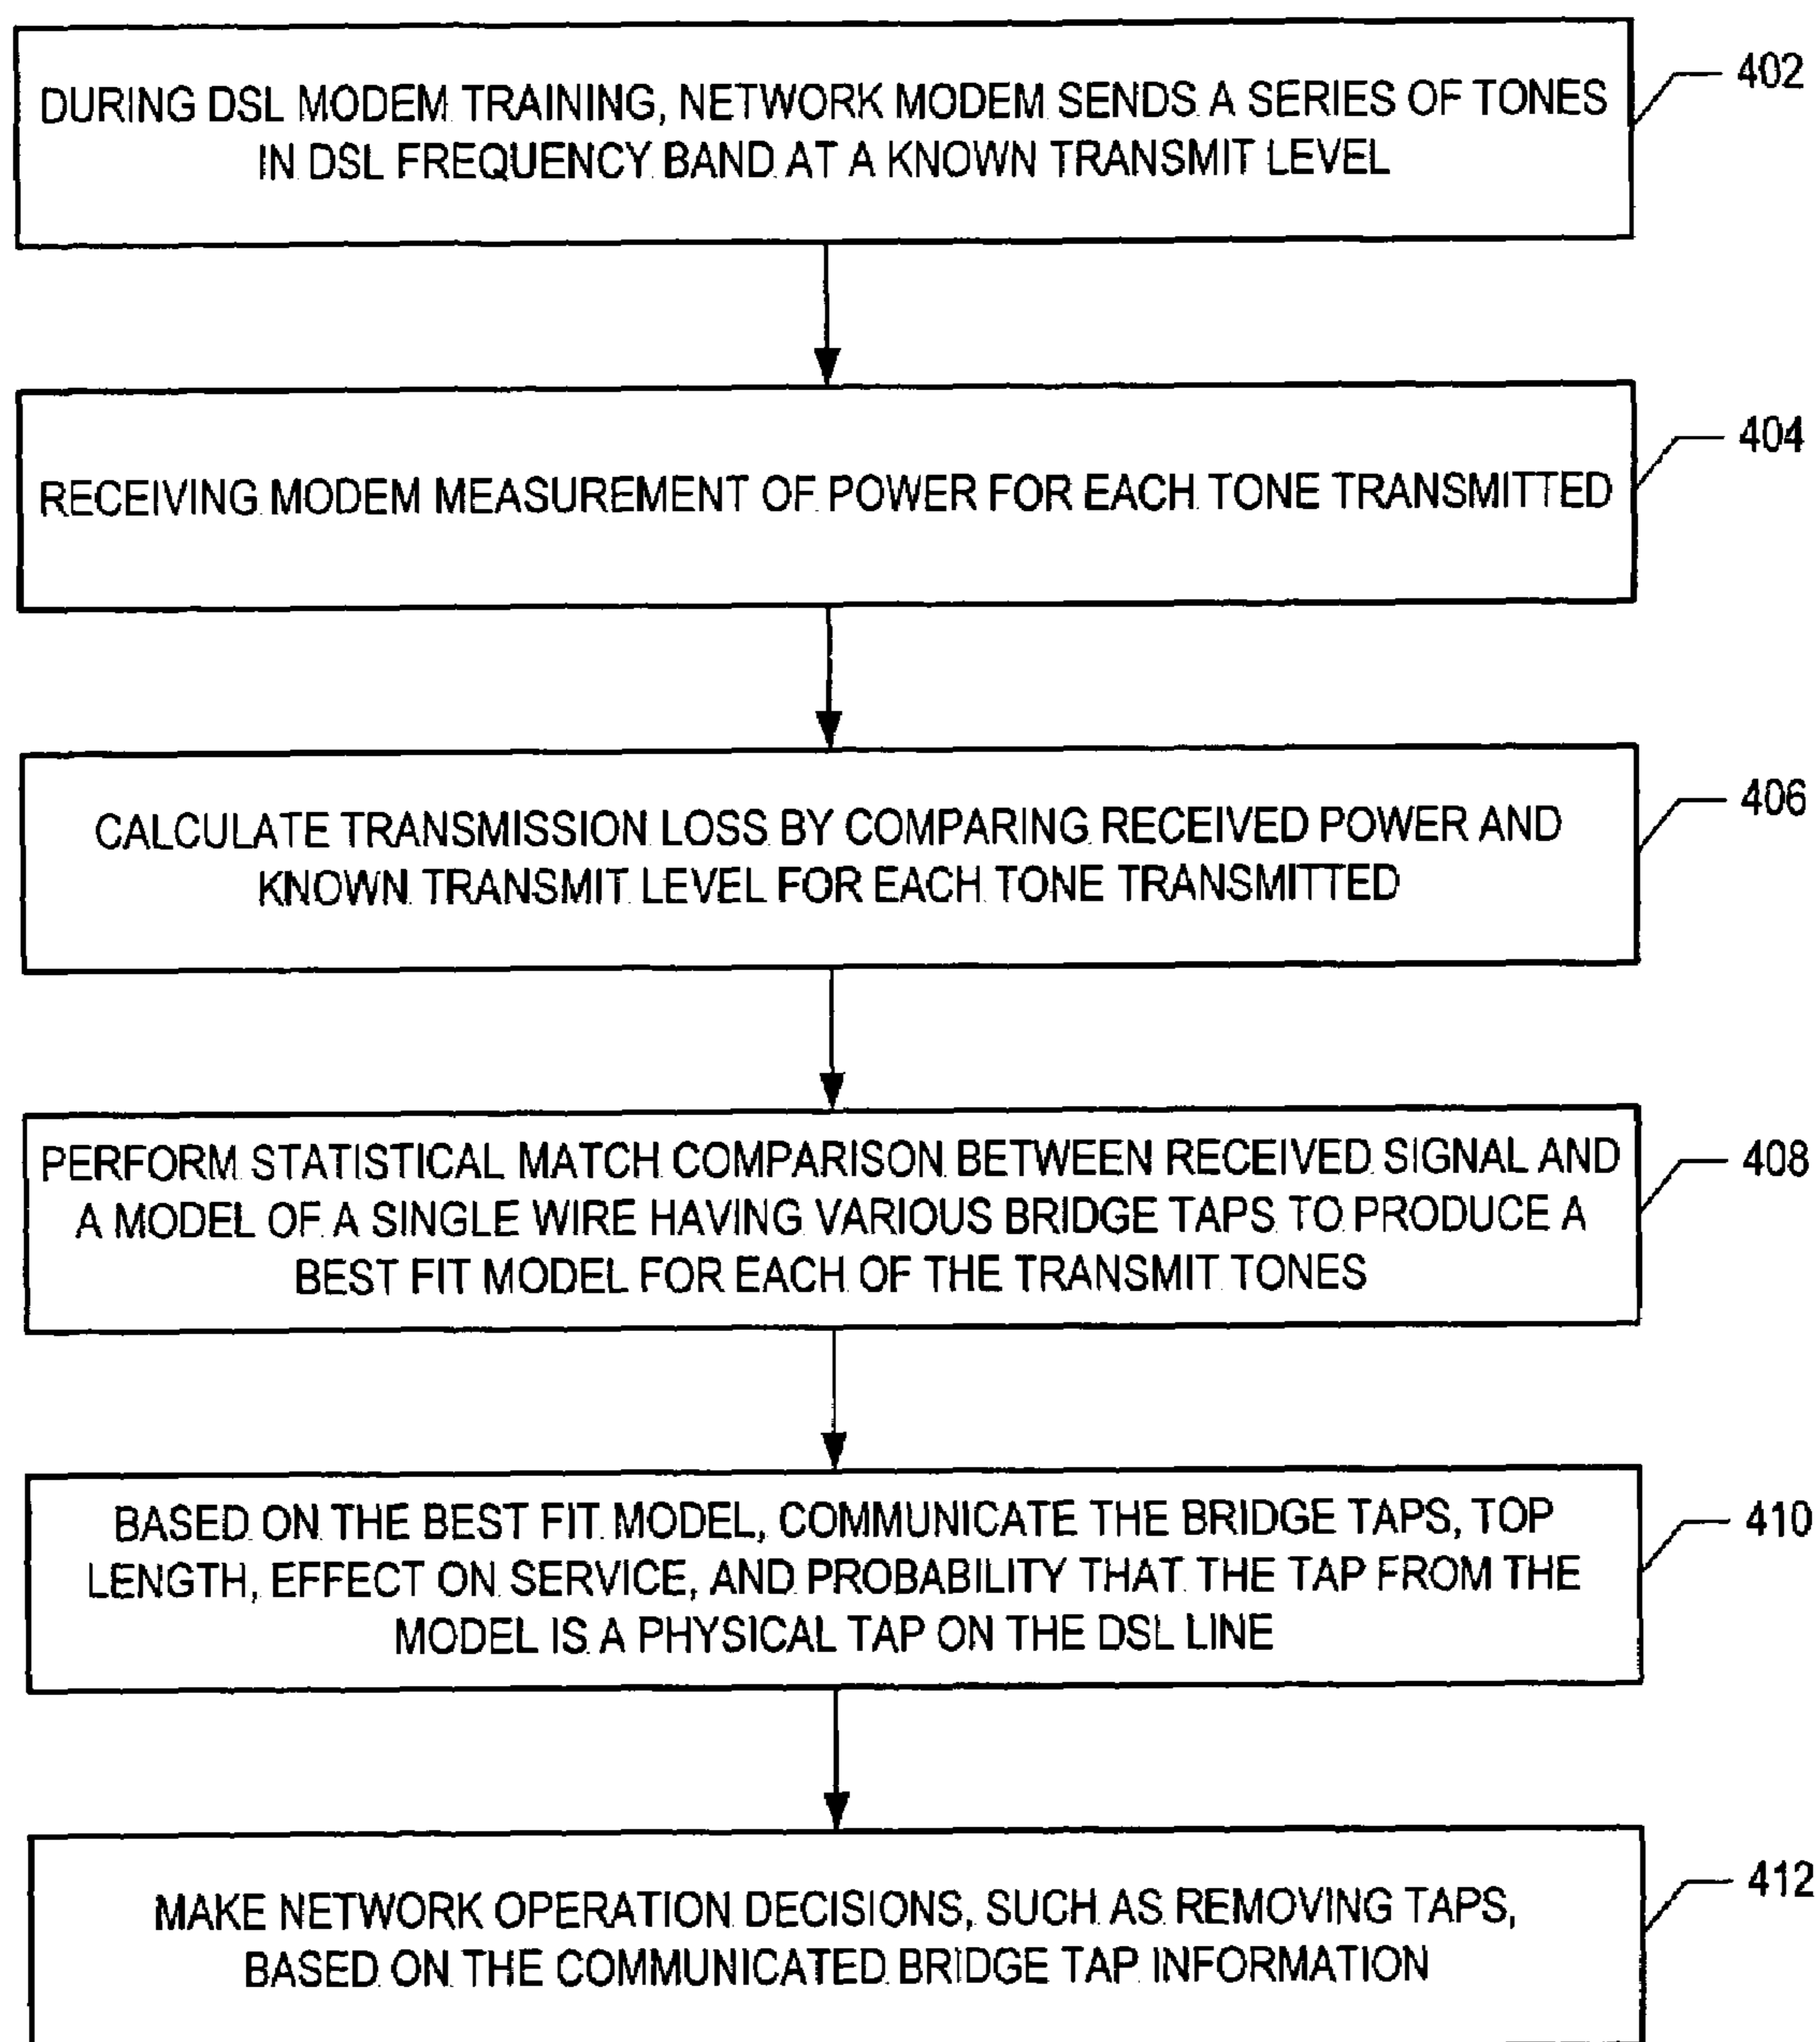 DURING DSL MODEM TRAINING, NETWORK MODEM SENDS A SERIES OF TONES
IN DSL FREQUENCY BAND AT A KNOWN TRANSMIT LEVEL
402
RECEIVING MODEM MEASUREMENT OF POWER FOR EACH TONE TRANSMITTED
404
CALCULATE TRANSMISSION LOSS BY COMPARING RECEIVED POWER AND
KNOWN TRANSMIT LEVEL FOR EACH TONE TRANSMITTED
406
PERFORM STATISTICAL MATCH COMPARISON BETWEEN RECEIVED SIGNAL AND
A MODEL OF A SINGLE WIRE HAVING VARIOUS BRIDGE TAPS TO PRODUCE A
BEST FIT MODEL FOR EACH OF THE TRANSMIT TONES
408
BASED ON THE BEST FIT MODEL, COMMUNICATE THE BRIDGE TAPS, TOP
LENGTH, EFFECT ON SERVICE, AND PROBABILITY THAT THE TAP FROM THE
MODEL IS A PHYSICAL TAP ON THE DSL LINE
410
MAKE NETWORK OPERATION DECISIONS, SUCH AS REMOVING TAPS,
BASED ON THE COMMUNICATED BRIDGE TAP INFORMATION
412